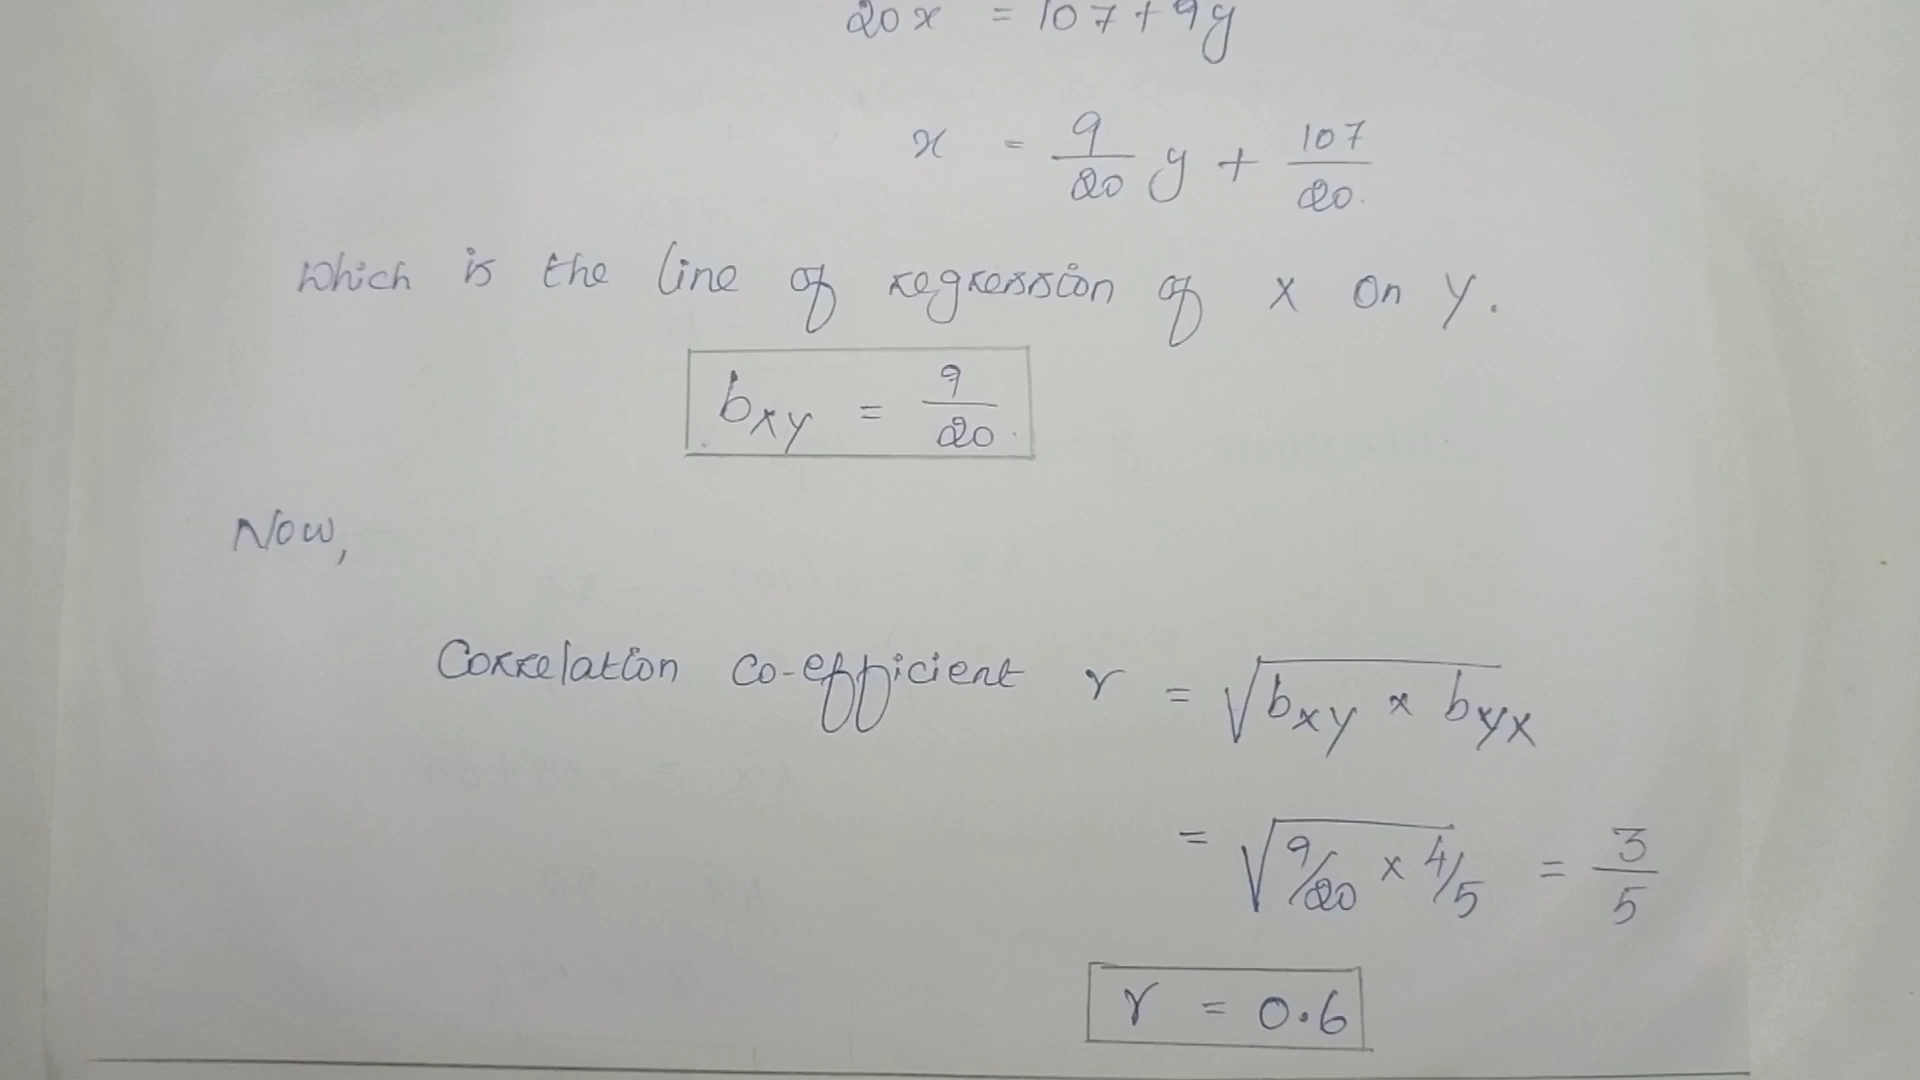 20x = 107 + 9y
x = 9/20 y + 107/20.
Which is the line of regression of X on Y.
bxy = 9/20.
Now,
Correlation co-efficient r = √bxy × byx
= √9/20 × 4/5 = 3/5
r = 0.6